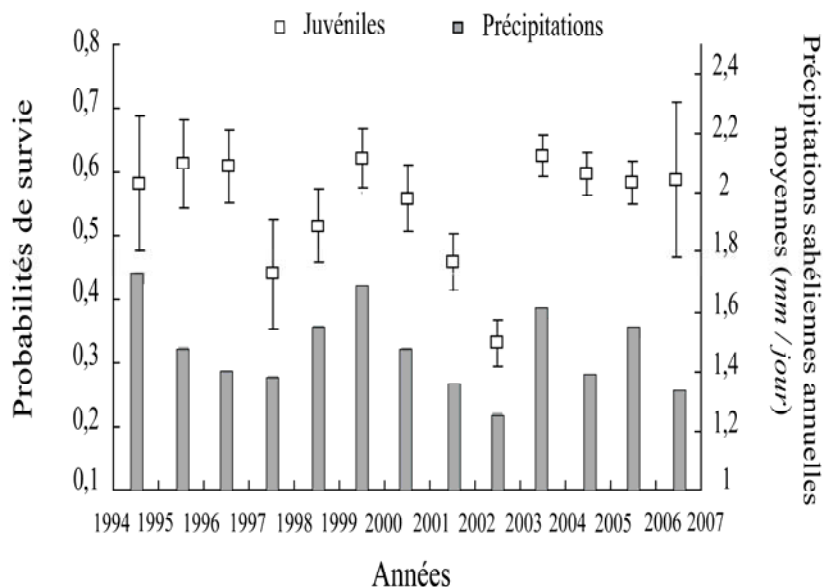 Juvéniles Précipitations
Probabilités de survie
0,8
0,7
0,6
0,5
0,4
0,3
0,2
0,1
2,4
2,2
2
1,8
1,6
1,4
1,2
1
Précipitations sahéliennes annuelles
moyennes (mm / jour)
1994 1995 1996 1997 1998 1999 2000 2001 2002 2003 2004 2005 2006 2007
Années